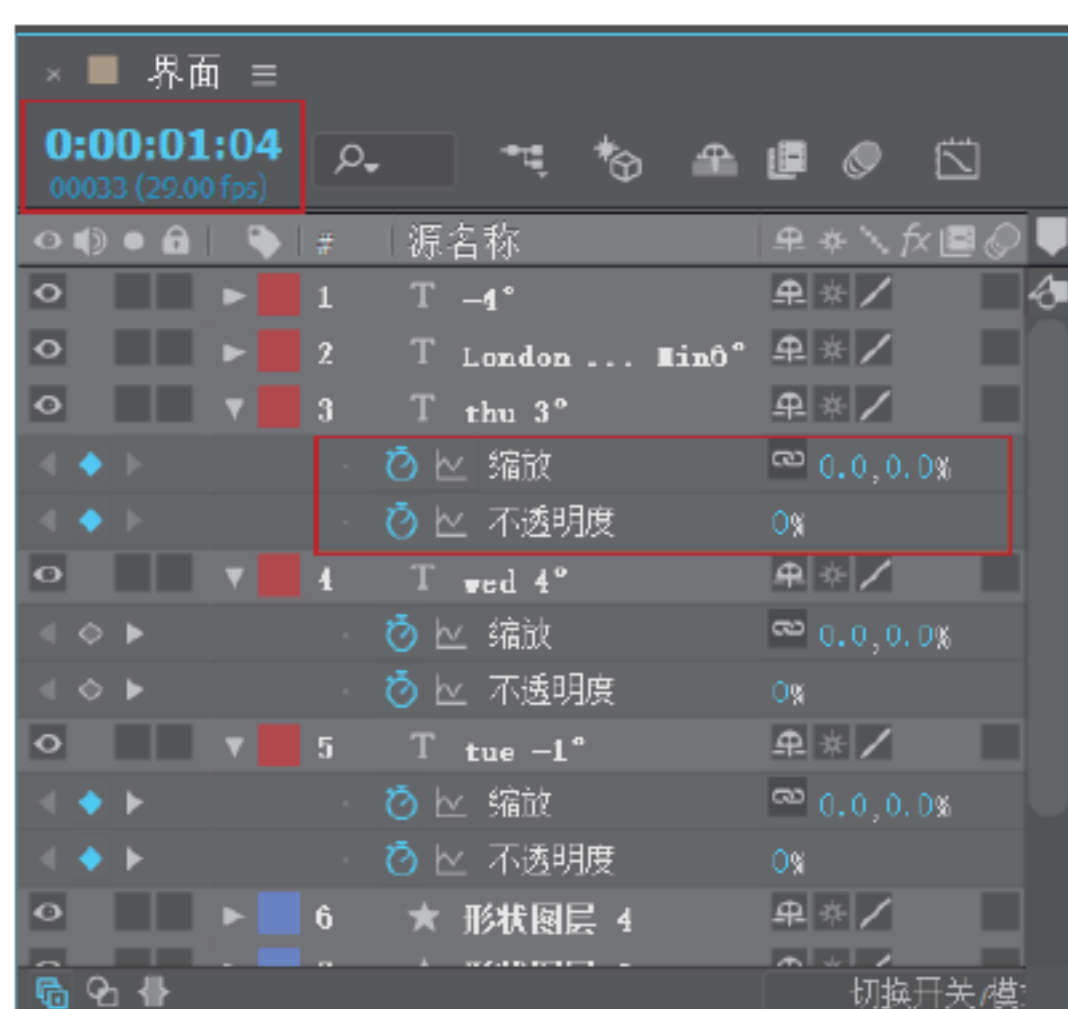 × 界面 ≡
0:00:01:04
00033 (29.00 fps)
# 源名称 fx
1 T -4°
2 T London ... Min6°
3 T thu 3°
缩放 0.0,0.0%
不透明度 0%
4 T wed 4°
缩放 0.0,0.0%
不透明度 0%
5 T tue -1°
缩放 0.0,0.0%
不透明度 0%
6 ★ 形状图层 4
切换开关/模